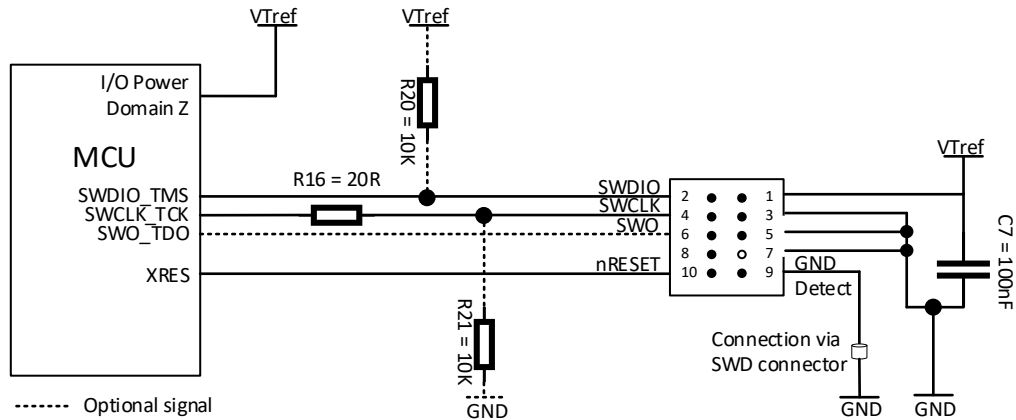 VTref
VTref
I/O Power
Domain Z
MCU
R20 = 10K
VTref
R16 = 20R
SWDIO_TMS
SWCLK_TCK
SWO_TDO
XRES
SWDIO
SWCLK
SWO
nRESET
2 1
4 3
6 5
8 7
10 9
GND
Detect
C7 = 100nF
R21 = 10K
Connection via
SWD connector
Optional signal
GND
GND
GND